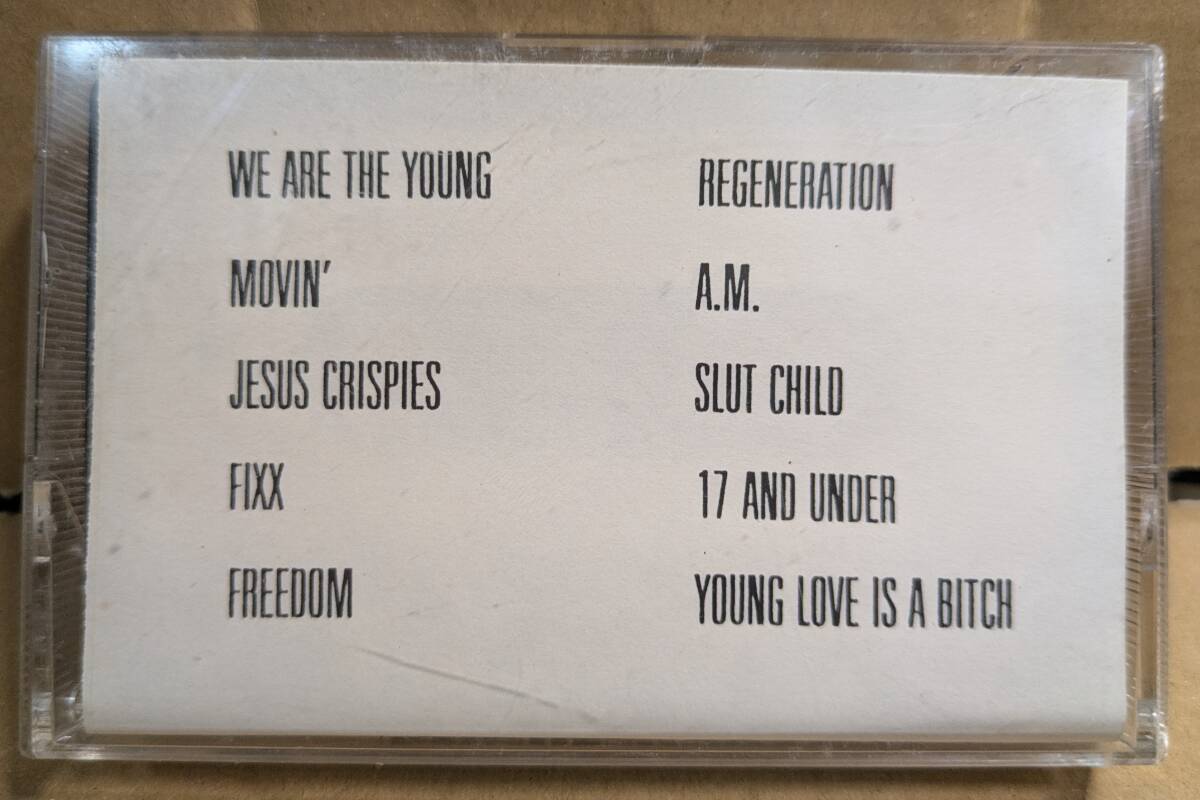 WE ARE THE YOUNG
MOVIN'
JESUS CRISPIES
FIXX
FREEDOM
REGENERATION
A.M.
SLUT CHILD
17 AND UNDER
YOUNG LOVE IS A BITCH